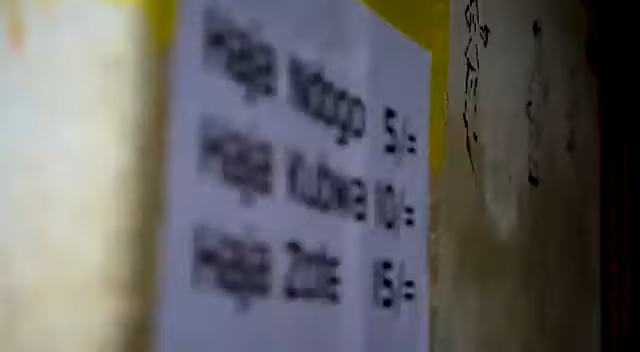 Haja Ndogo 5/=
Haja Kubwa 10/=
Haja Zote 15/=